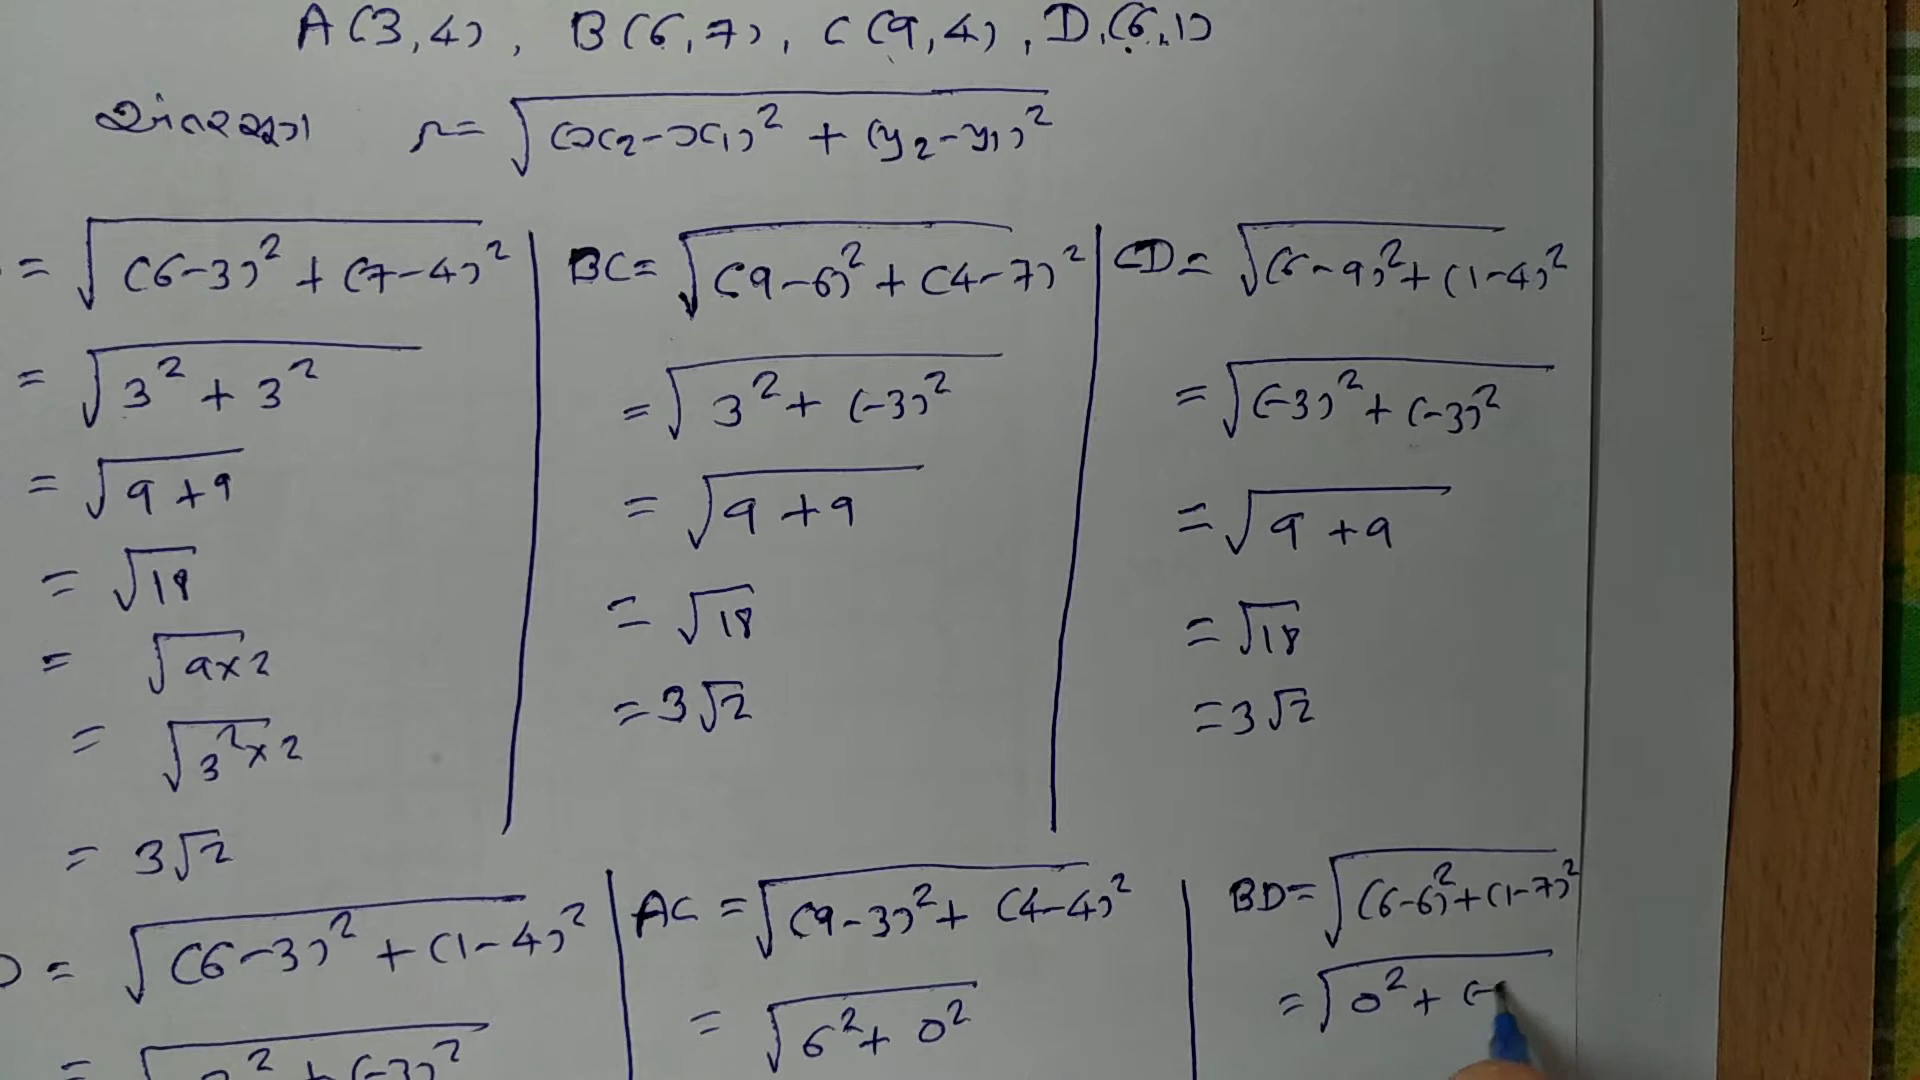 A(3,4), B(6,7), C(9,4), D(6,1)
અંતરસૂત્ર r = √(x₂-x₁)² + (y₂-y₁)²
= √(6-3)² + (7-4)²
= √3² + 3²
= √9+9
= √18
= √9×2
= √3²×2
= 3√2
BC = √(9-6)² + (4-7)²
= √3² + (-3)²
= √9+9
= √18
= 3√2
CD = √(6-9)² + (1-4)²
= √(-3)² + (-3)²
= √9+9
= √18
= 3√2
= √(6-3)² + (1-4)²
AC = √(9-3)² + (4-4)²
= √6² + 0²
BD = √(6-6)² + (1-7)²
= √0² + (-